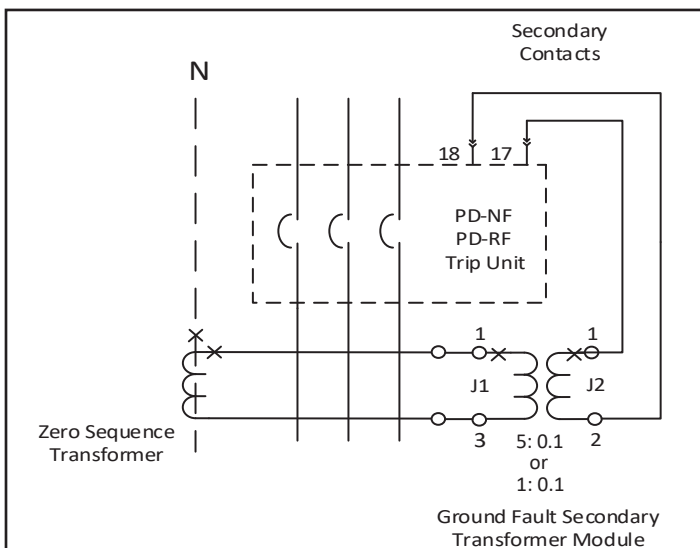 Secondary
Contacts
N
18 17
PD-NF
PD-RF
Trip Unit
1 1
J1 J2
3 2
Zero Sequence
Transformer
5: 0.1
or
1: 0.1
Ground Fault Secondary
Transformer Module